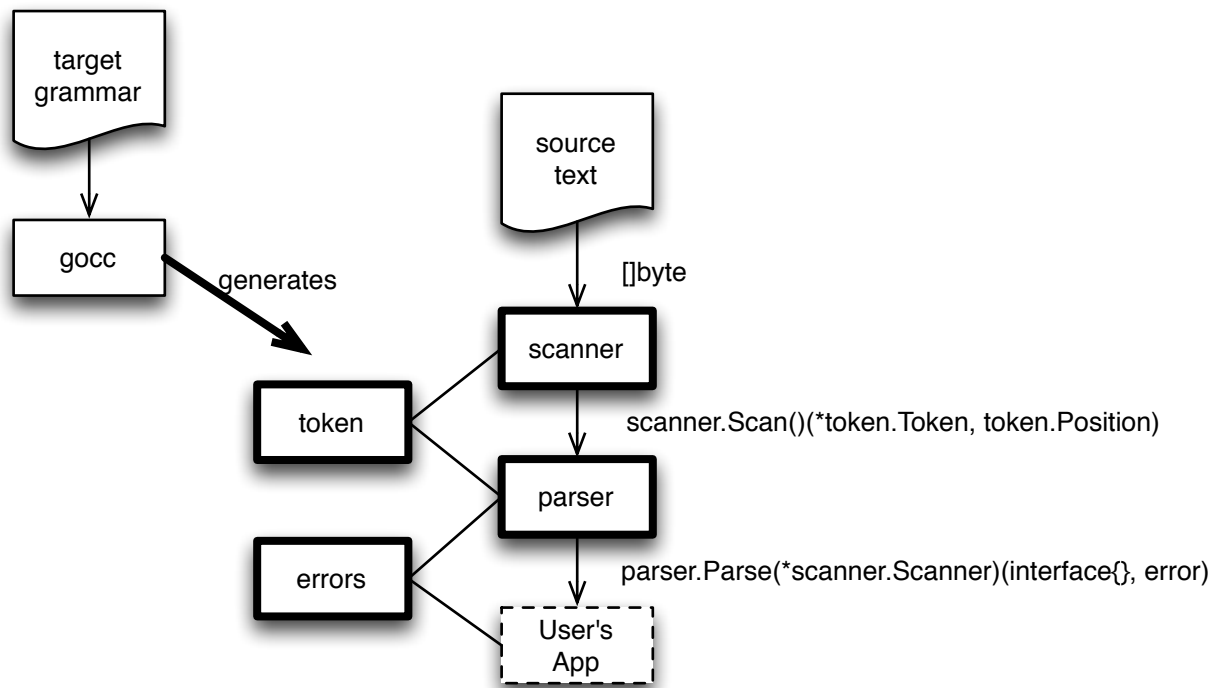 target
grammar
source
text
gocc
generates
[]byte
scanner
token
scanner.Scan()(*token.Token, token.Position)
parser
errors
parser.Parse(*scanner.Scanner)(interface{}, error)
User's
App